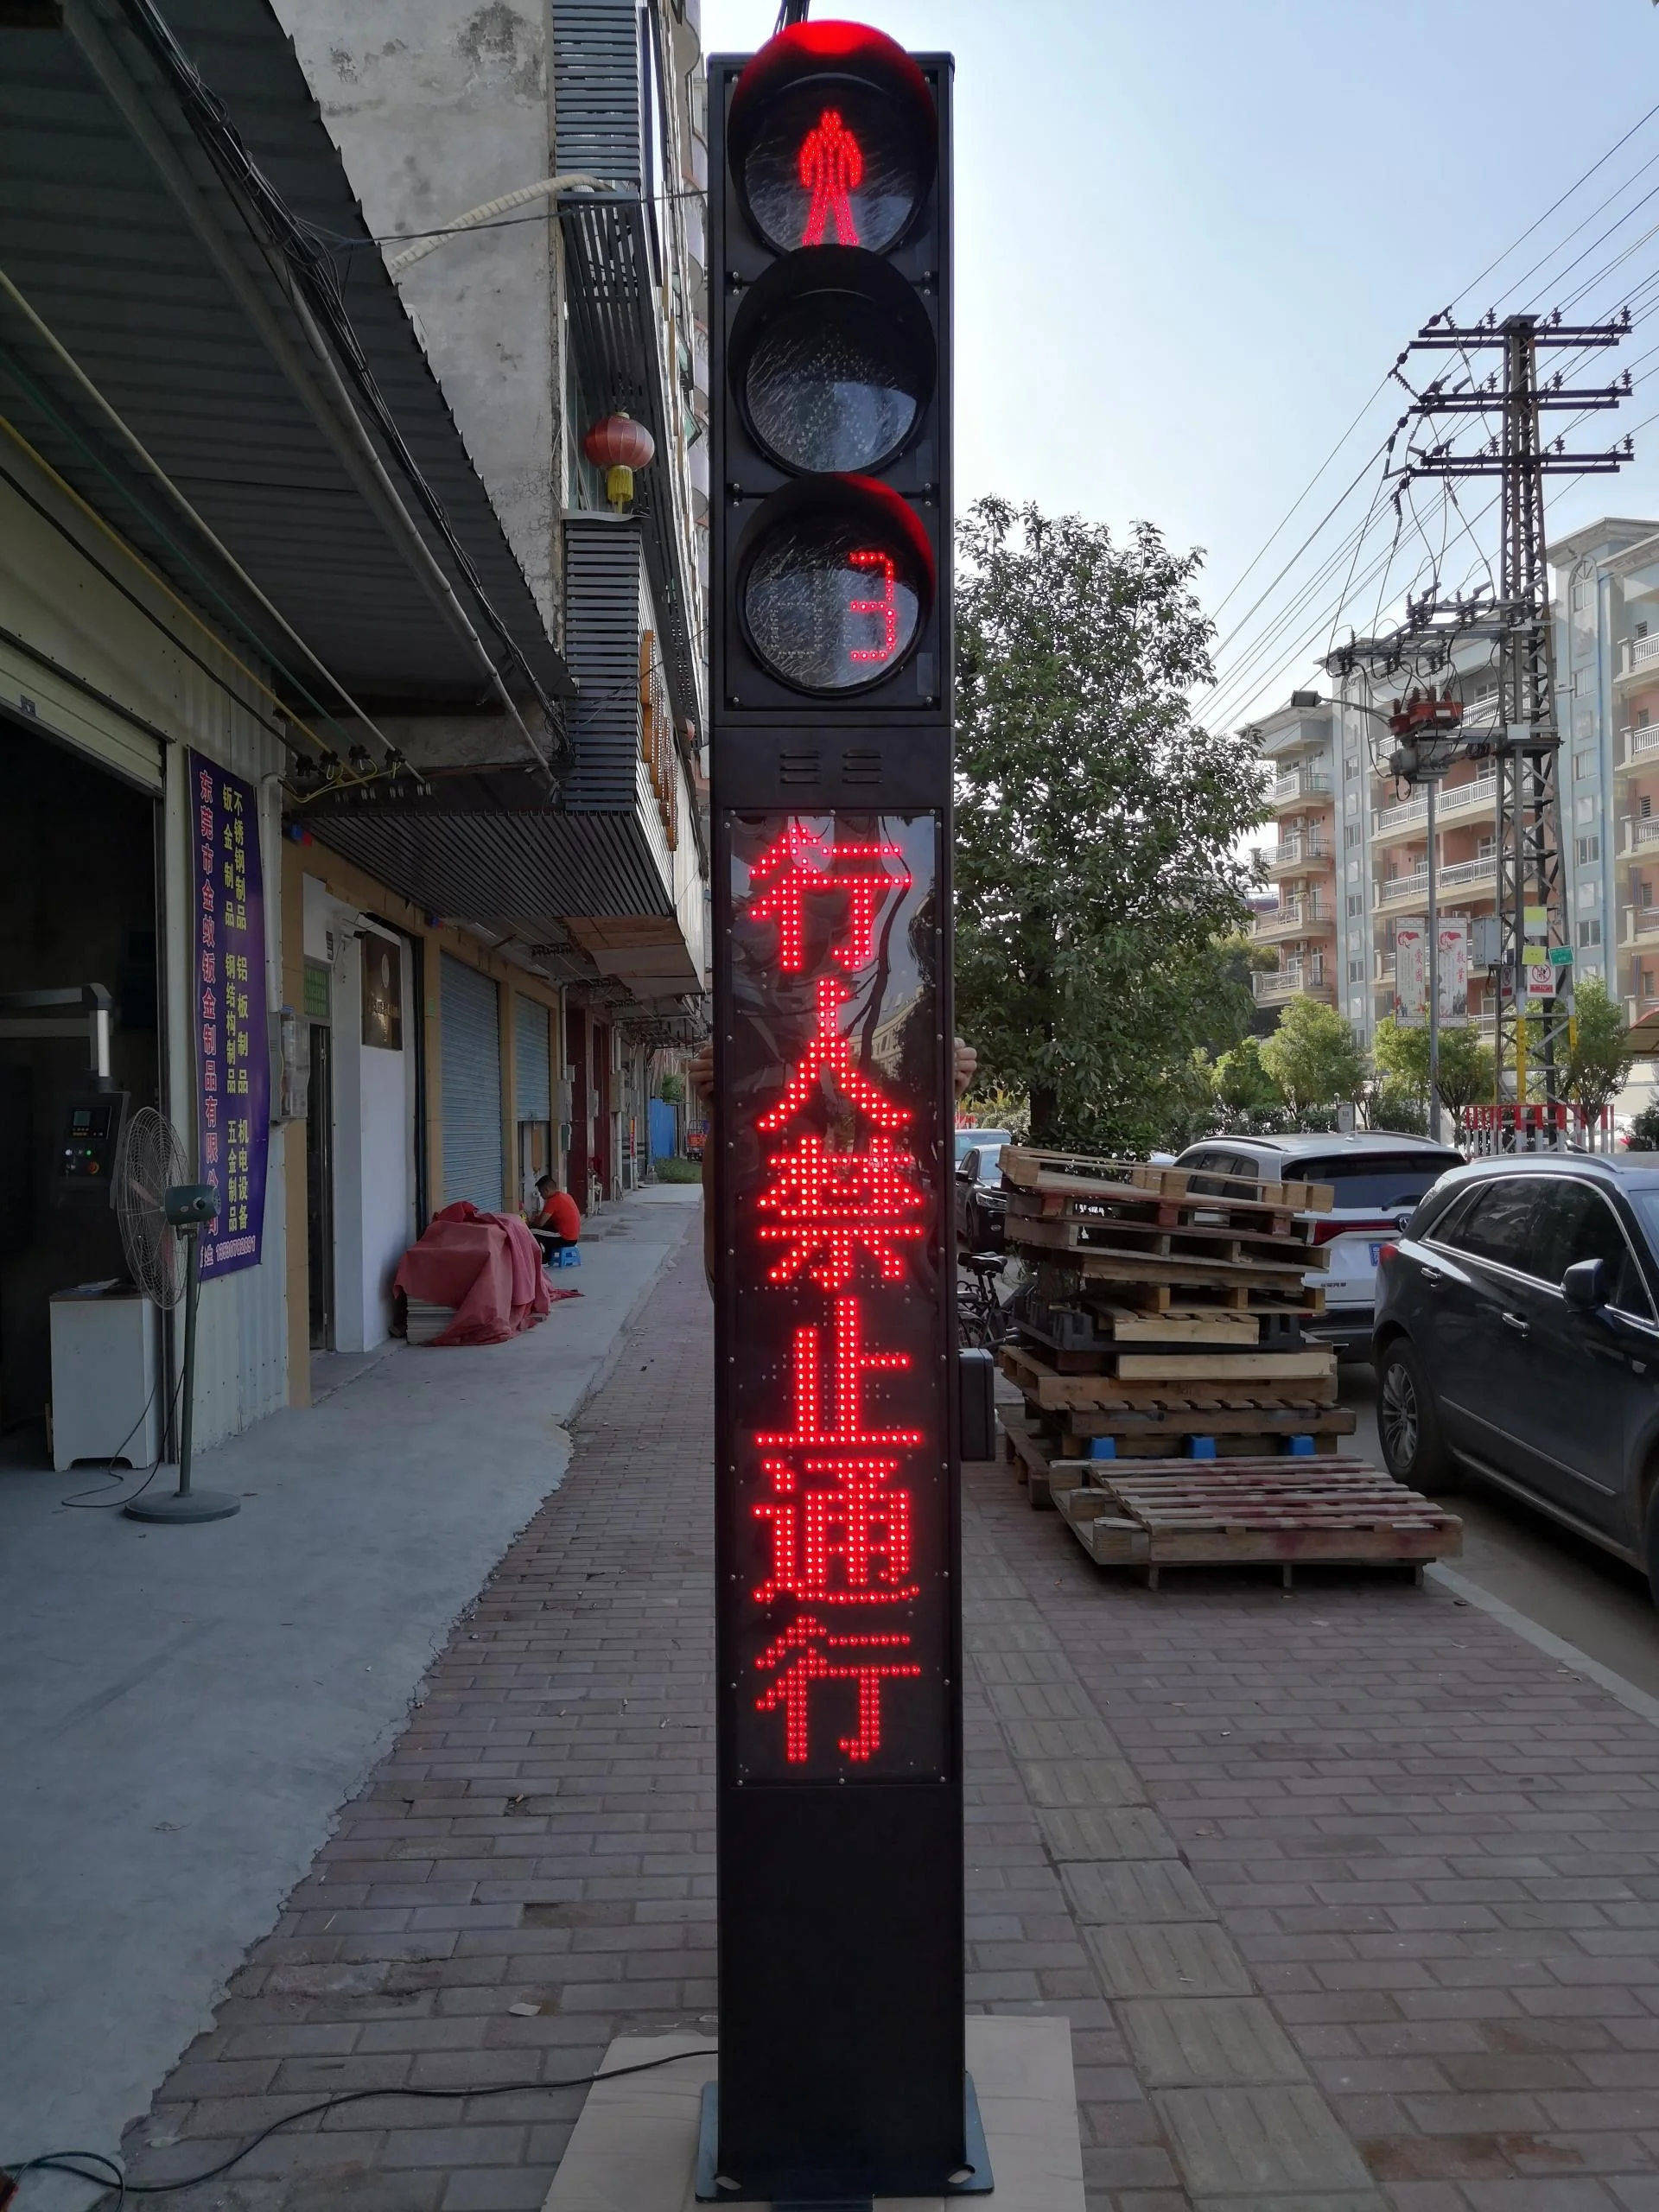 3
行人禁止通行
东莞市金蚁钣金制品有限公司
不锈钢制品 铝板制品 机电设备
钣金制品 钢结构制品 五金制品